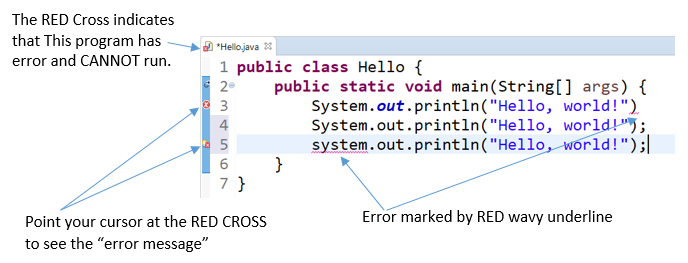 The RED Cross indicates
that This program has
error and CANNOT run.
*Hello.java
1 public class Hello {
2 public static void main(String[] args) {
3 System.out.println("Hello, world!")
4 System.out.println("Hello, world!");
5 system.out.println("Hello, world!");
6 }
7 }
Point your cursor at the RED CROSS
to see the “error message”
Error marked by RED wavy underline